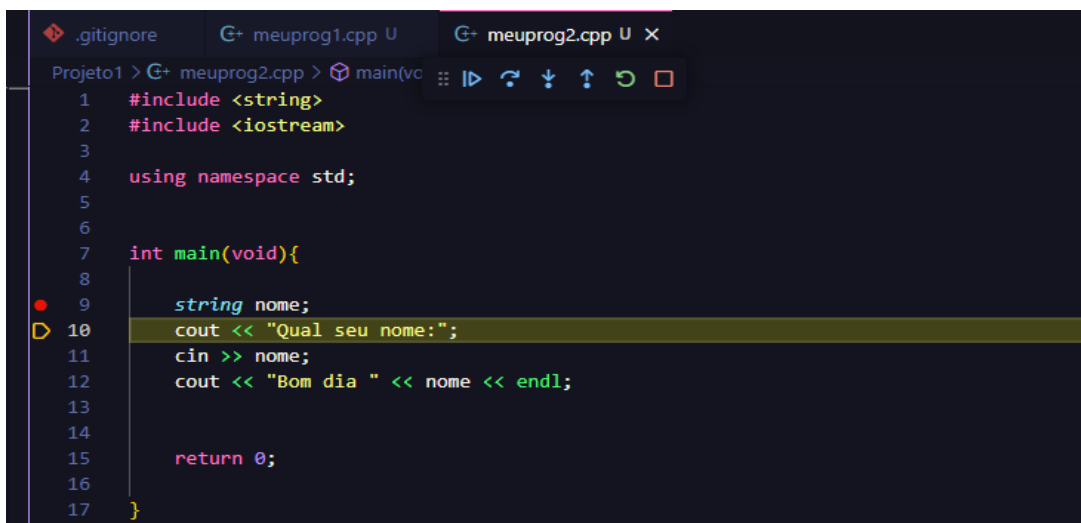 .gitignore meuprog1.cpp U meuprog2.cpp U
Projeto1 > meuprog2.cpp > main(vo
1 #include <string>
2 #include <iostream>
3
4 using namespace std;
5
6
7 int main(void){
8
9 string nome;
10 cout << "Qual seu nome:";
11 cin >> nome;
12 cout << "Bom dia " << nome << endl;
13
14
15 return 0;
16
17 }